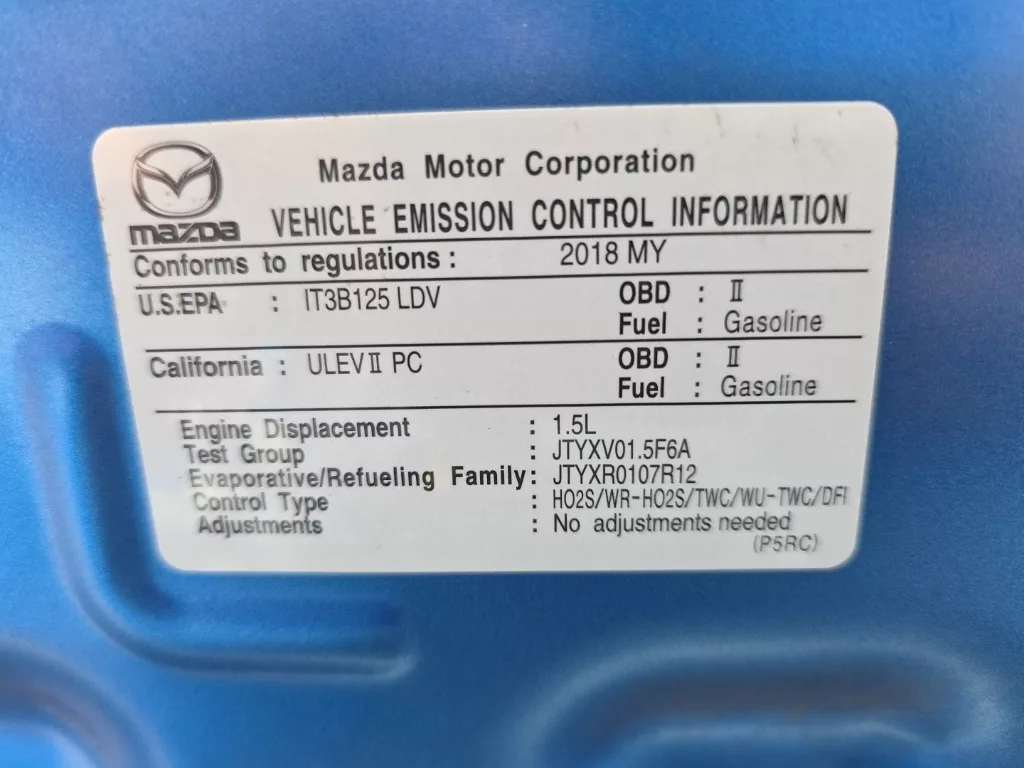 Mazda Motor Corporation
mazda VEHICLE EMISSION CONTROL INFORMATION
Conforms to regulations : 2018 MY
U.S.EPA : IT3B125 LDV OBD : II
Fuel : Gasoline
California : ULEV II PC OBD : II
Fuel : Gasoline
Engine Displacement : 1.5L
Test Group : JTYXV01.5F6A
Evaporative/Refueling Family : JTYXR0107R12
Control Type : HO2S/WR-HO2S/TWC/WU-TWC/DFI
Adjustments : No adjustments needed
(P5RC)